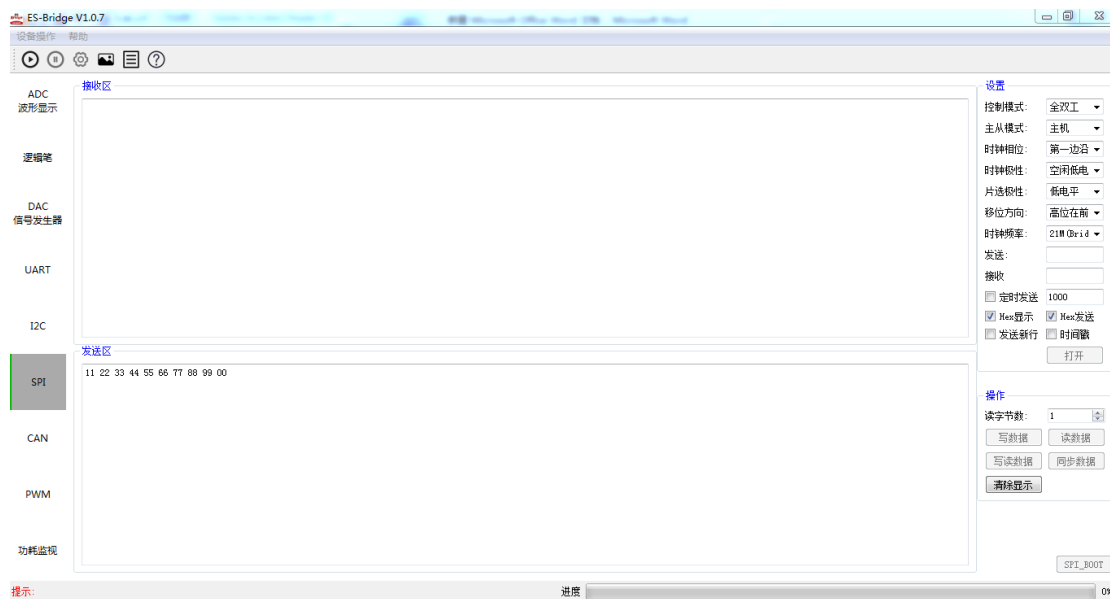 ES-Bridge V1.0.7
设备操作 帮助
ADC
波形显示
逻辑笔
DAC
信号发生器
UART
I2C
SPI
CAN
PWM
功耗监视
接收区
发送区
11 22 33 44 55 66 77 88 99 00
设置
控制模式: 全双工
主从模式: 主机
时钟相位: 第一边沿
时钟极性: 空闲低电
片选极性: 低电平
移位方向: 高位在前
时钟频率: 21M(Brid
发送:
接收
定时发送 1000
Hex显示 Hex发送
发送新行 时间戳
打开
操作
读字节数: 1
写数据 读数据
写读数据 同步数据
清除显示
SPI_BOOT
提示: 进度 0%